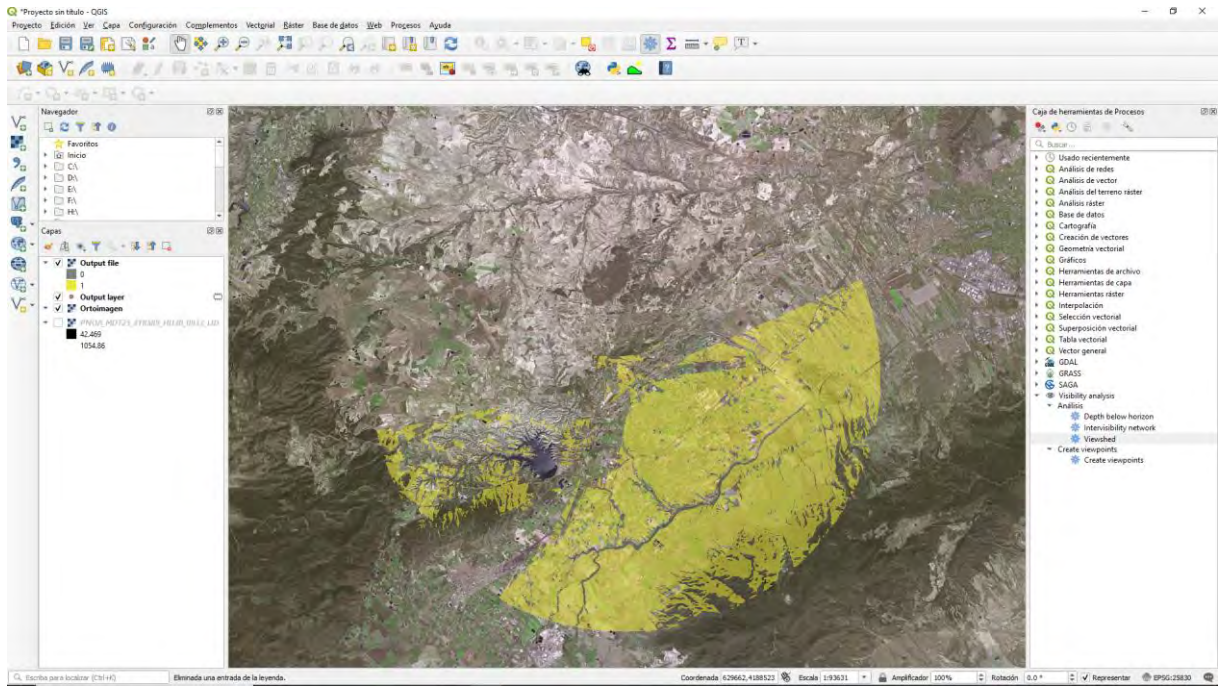 *Proyecto sin título - QGIS
Proyecto Edición Ver Capa Configuración Complementos Vectorial Ráster Base de datos Web Procesos Ayuda
Navegador
Favoritos
Inicio
C:\
D:\
E:\
F:\
H:\
Capas
Output file
0
1
Output layer
Ortoimagen
42.469
1054.86
Caja de herramientas de Procesos
Buscar...
Usado recientemente
Análisis de redes
Análisis de vector
Análisis del terreno ráster
Análisis ráster
Base de datos
Cartografía
Creación de vectores
Geometría vectorial
Gráficos
Herramientas de archivo
Herramientas de capa
Herramientas ráster
Interpolación
Selección vectorial
Superposición vectorial
Tabla vectorial
Vector general
GDAL
GRASS
SAGA
Visibility analysis
Análisis
Depth below horizon
Intervisibility network
Viewshed
Create viewpoints
Create viewpoints
Escriba para localizar (Ctrl+K) Eliminada una entrada de la leyenda. Coordenada 629662,4188523 Escala 1:93631 Amplificador 100% Rotación 0.0 ° Representar EPSG:25830